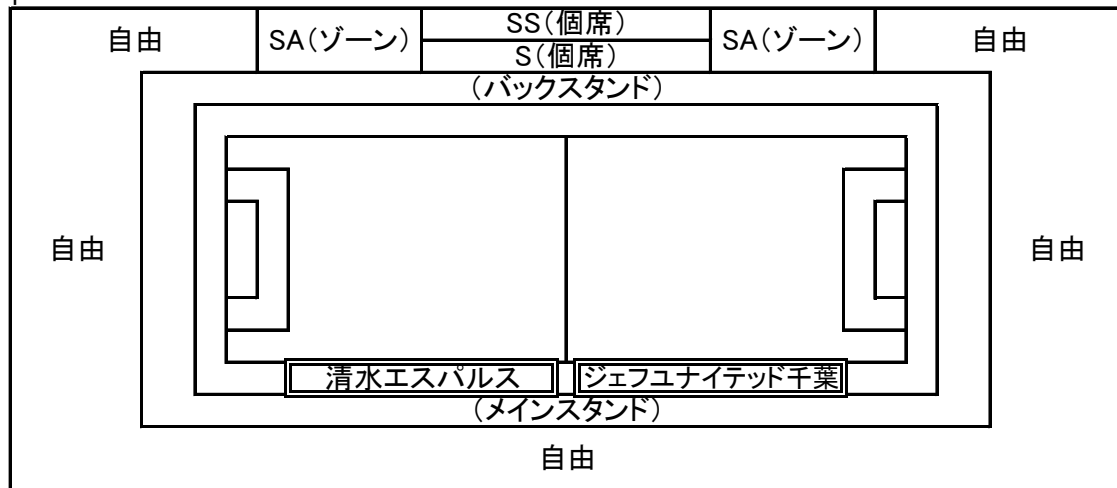 自由
SA(ゾーン)
SS(個席)
S(個席)
SA(ゾーン)
自由
(バックスタンド)
自由
自由
清水エスパルス
ジェフユナイテッド千葉
(メインスタンド)
自由